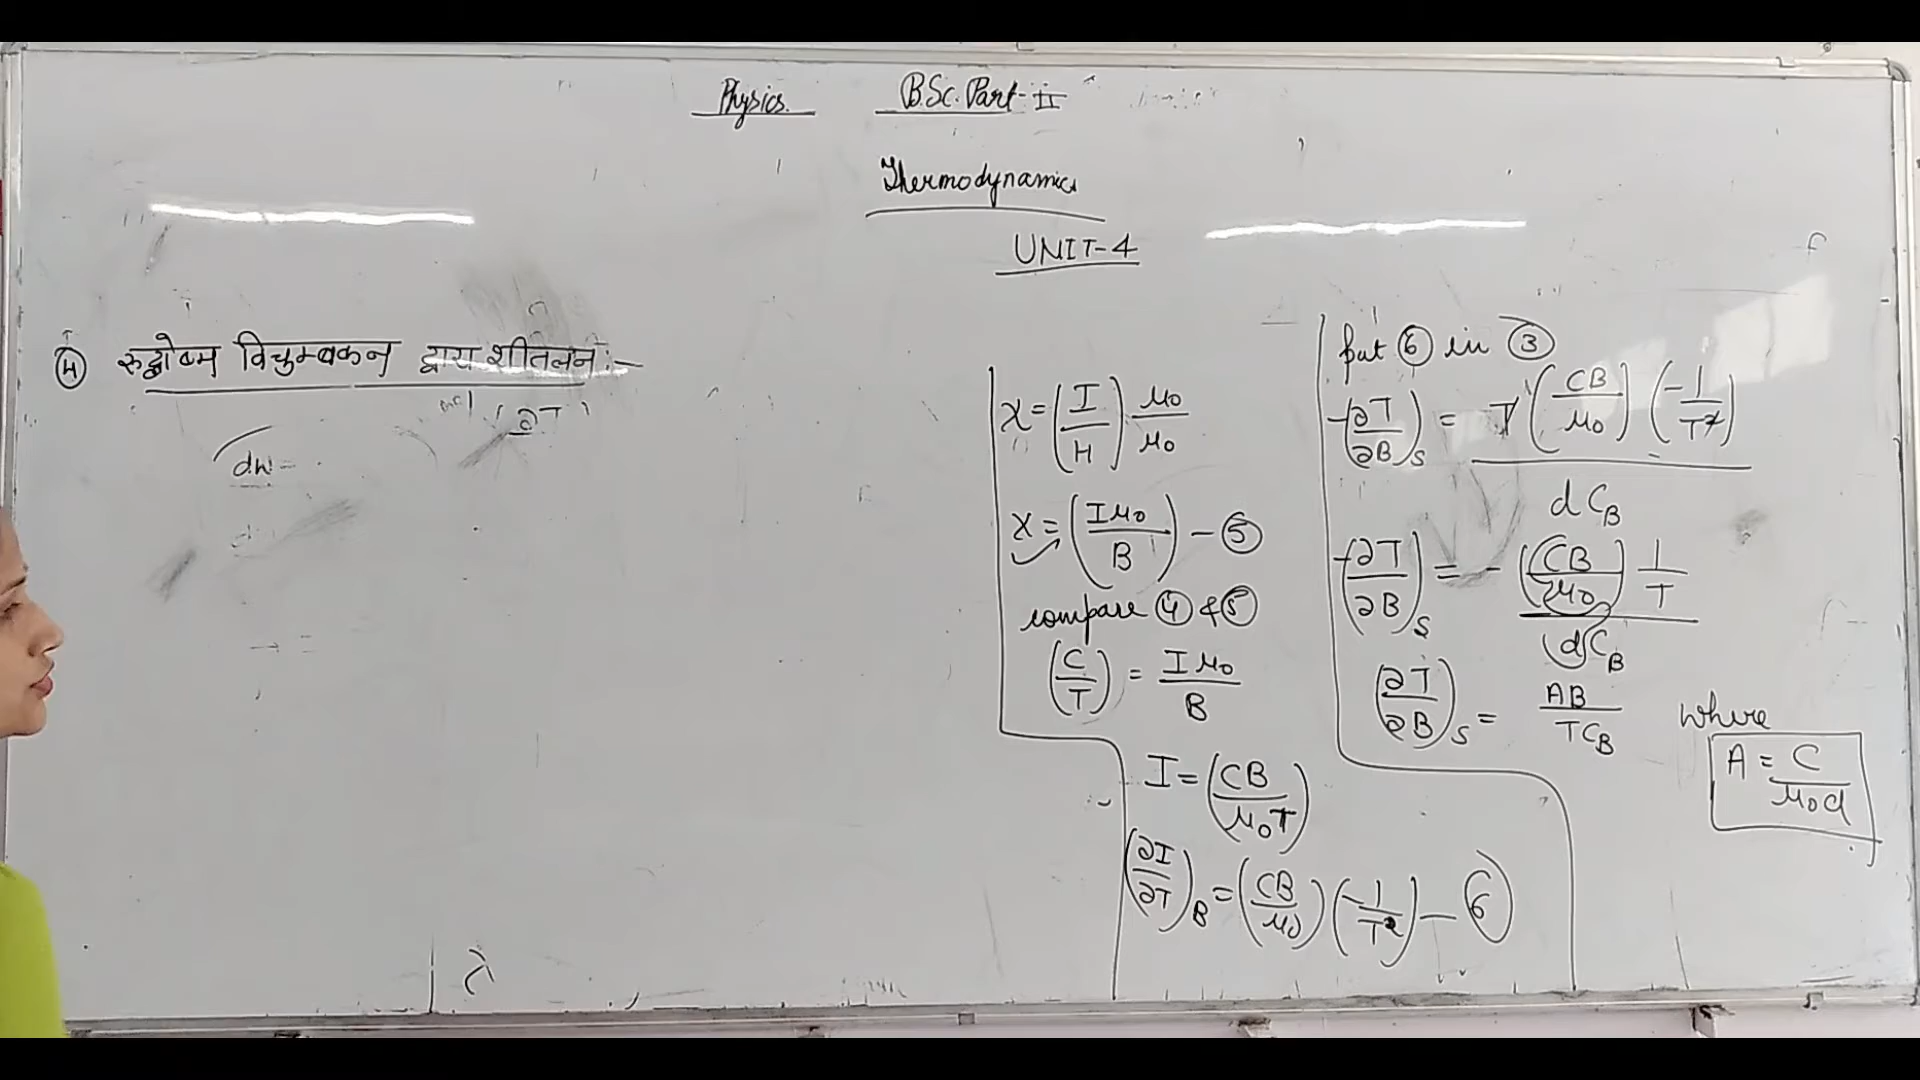 Physics. B.Sc. Part-II
Thermodynamics
UNIT-4
④ रुद्धोष्म विचुम्बकन द्वारा शीतलन :-
dW =
χ = (I/H) μ₀/μ₀
χ = (Iμ₀/B) - ⑤
compare ④ & ⑤
(C/T) = Iμ₀/B
I = (CB/μ₀T)
(∂I/∂T)_B = (CB/μ₀) (-1/T²) - ⑥
put ⑥ in ③
-(∂T/∂B)_S = T (CB/μ₀) (-1/T²) / dC_B
-(∂T/∂B)_S = - (CB/μ₀) 1/T / dC_B
(∂T/∂B)_S = AB/TC_B where
A = C/μ₀d